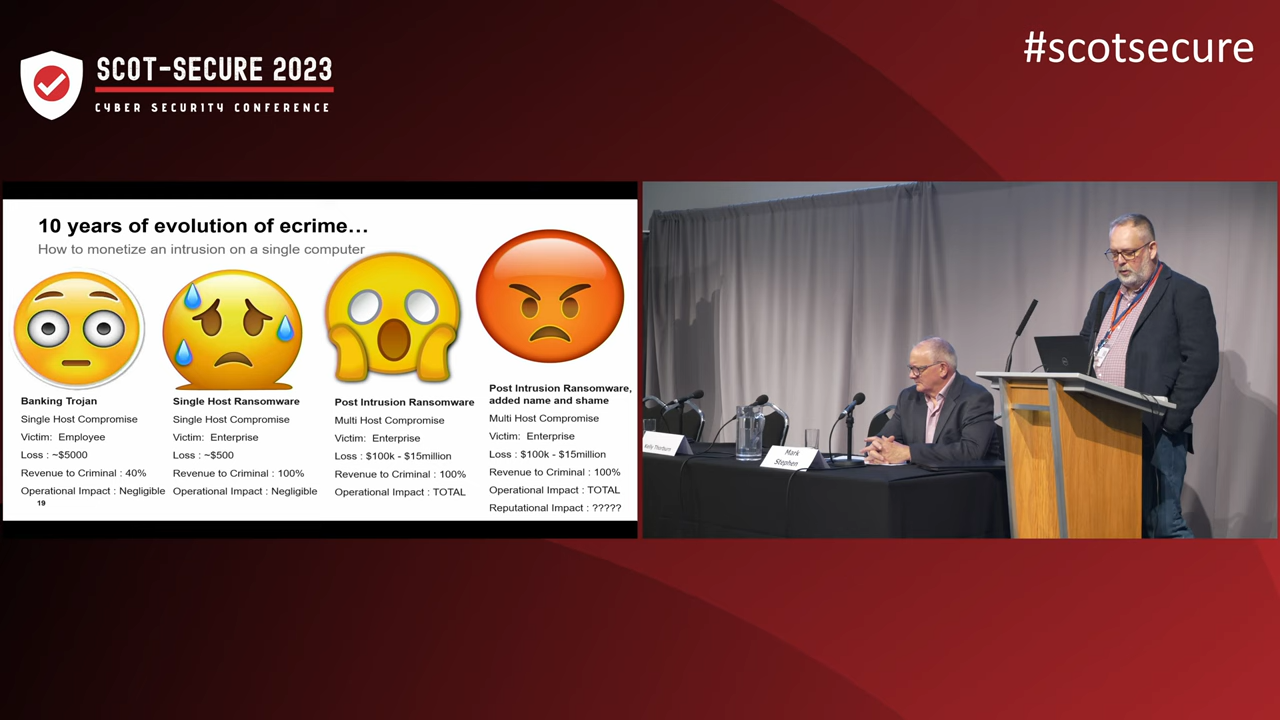 #scotsecure
SCOT-SECURE 2023
CYBER SECURITY CONFERENCE
10 years of evolution of ecrime…
How to monetize an intrusion on a single computer
Banking Trojan
Single Host Compromise
Victim: Employee
Loss : ~$5000
Revenue to Criminal : 40%
Operational Impact : Negligible
Single Host Ransomware
Single Host Compromise
Victim: Enterprise
Loss : ~$500
Revenue to Criminal : 100%
Operational Impact : Negligible
Post Intrusion Ransomware
Multi Host Compromise
Victim: Enterprise
Loss : $100k - $15million
Revenue to Criminal : 100%
Operational Impact : TOTAL
Post Intrusion Ransomware,
added name and shame
Multi Host Compromise
Victim: Enterprise
Loss : $100k - $15million
Revenue to Criminal : 100%
Operational Impact : TOTAL
Reputational Impact : ?????
19
Mark
Stephen